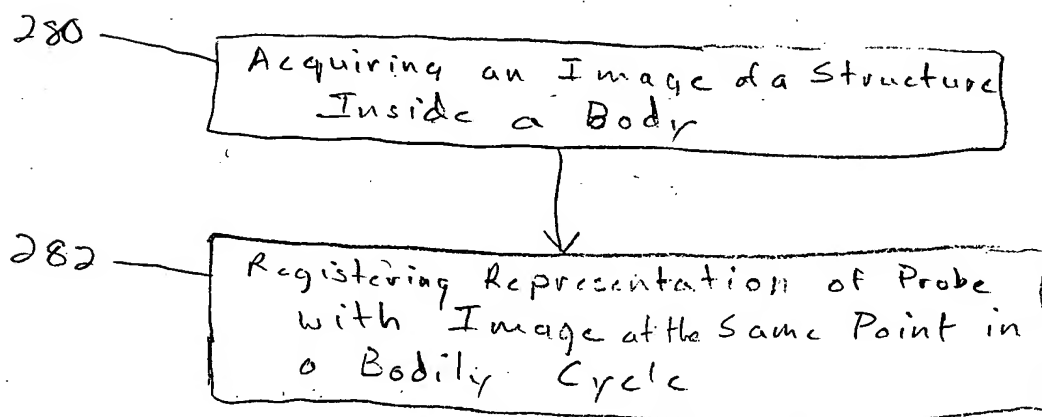 280
Acquiring an Image of a Structure
Inside a Body
282
Registering Representation of Probe
with Image at the Same Point in
a Bodily Cycle